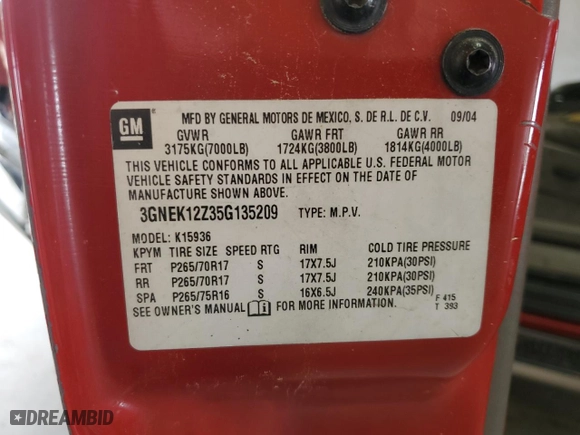 GM
MFD BY GENERAL MOTORS DE MEXICO, S. DE R.L. DE C.V. 09/04
GVWR GAWR FRT GAWR RR
3175KG(7000LB) 1724KG(3800LB) 1814KG(4000LB)
THIS VEHICLE CONFORMS TO ALL APPLICABLE U.S. FEDERAL MOTOR
VEHICLE SAFETY STANDARDS IN EFFECT ON THE DATE OF
MANUFACTURE SHOWN ABOVE.
3GNEK12Z35G135209 TYPE: M.P.V.
MODEL: K15936
KPYM TIRE SIZE SPEED RTG RIM COLD TIRE PRESSURE
FRT P265/70R17 S 17X7.5J 210KPA(30PSI)
RR P265/70R17 S 17X7.5J 210KPA(30PSI)
SPA P265/75R16 S 16X6.5J 240KPA(35PSI)
SEE OWNER'S MANUAL FOR MORE INFORMATION.
F 415
T 393
DREAMBID